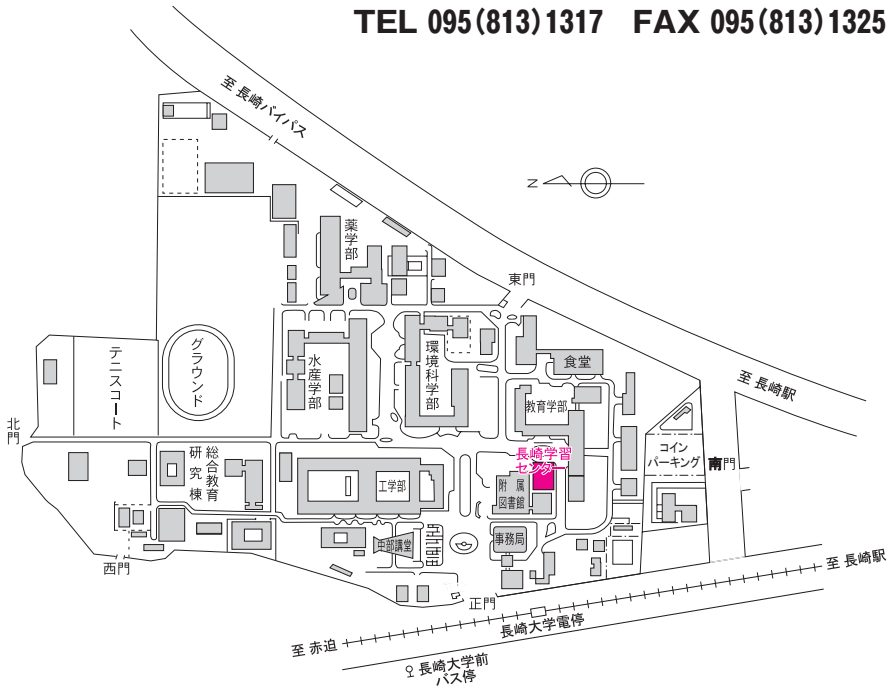 TEL 095(813)1317 FAX 095(813)1325
至 長崎バイパス
N
薬学部
東門
グラウンド
テニスコート
水産学部
環境科学部
食堂
教育学部
至 長崎駅
北門
総合教育
研究棟
工学部
長崎学習
センター
附属
図書館
コイン
パーキング
南門
中部講堂
事務局
西門
正門
至 長崎駅
長崎大学電停
至 赤迫
長崎大学前
バス停